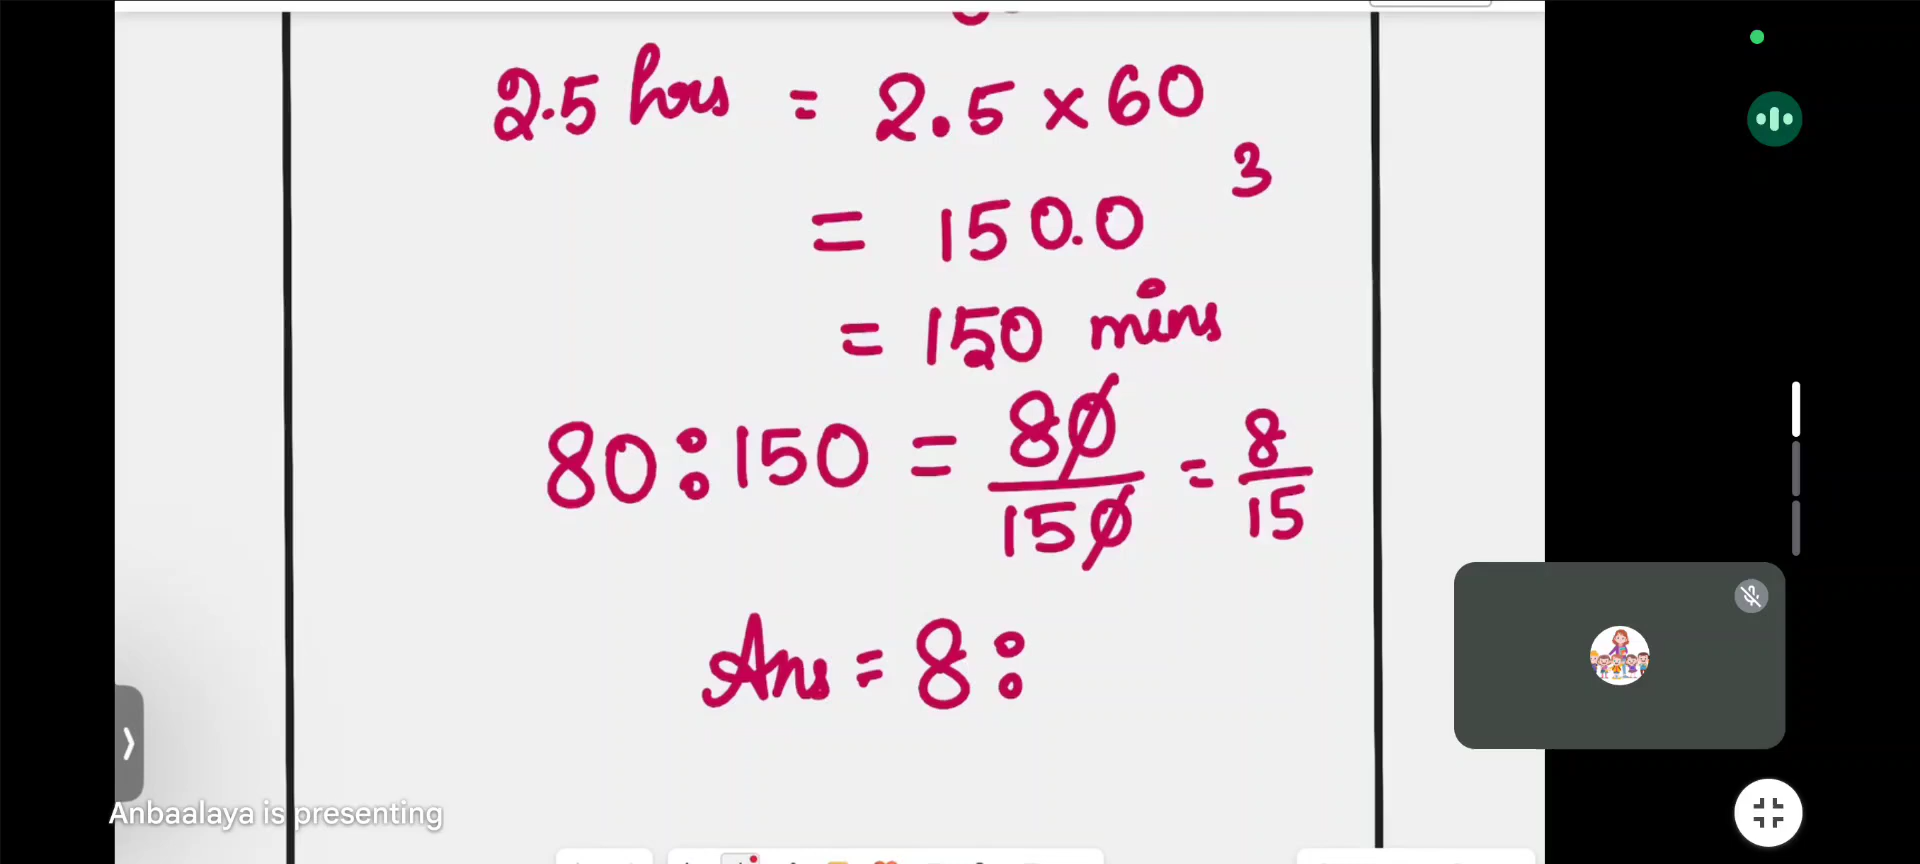 2.5 hrs = 2.5 × 60
3
= 150.0
= 150 mins
80 : 150 = 80/150 = 8/15
Ans = 8 :
Anbaalaya is presenting